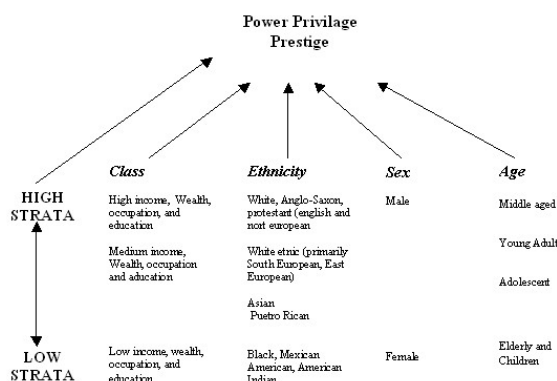 Power Privilage
Prestige
Class
Ethnicity
Sex
Age
HIGH
STRATA
High income, Wealth,
occupation, and
education
White, Anglo-Saxon,
protestant (english and
nort european
Male
Middle aged
Medium income,
Wealth, occupation
and aducation
White etnic (primarily
South European, East
European)
Young Adult
Asian
Puetro Rican
Adolescent
LOW
STRATA
Low income, wealth,
occupation, and
education
Black, Mexican
American, American
Indian
Female
Elderly and
Children